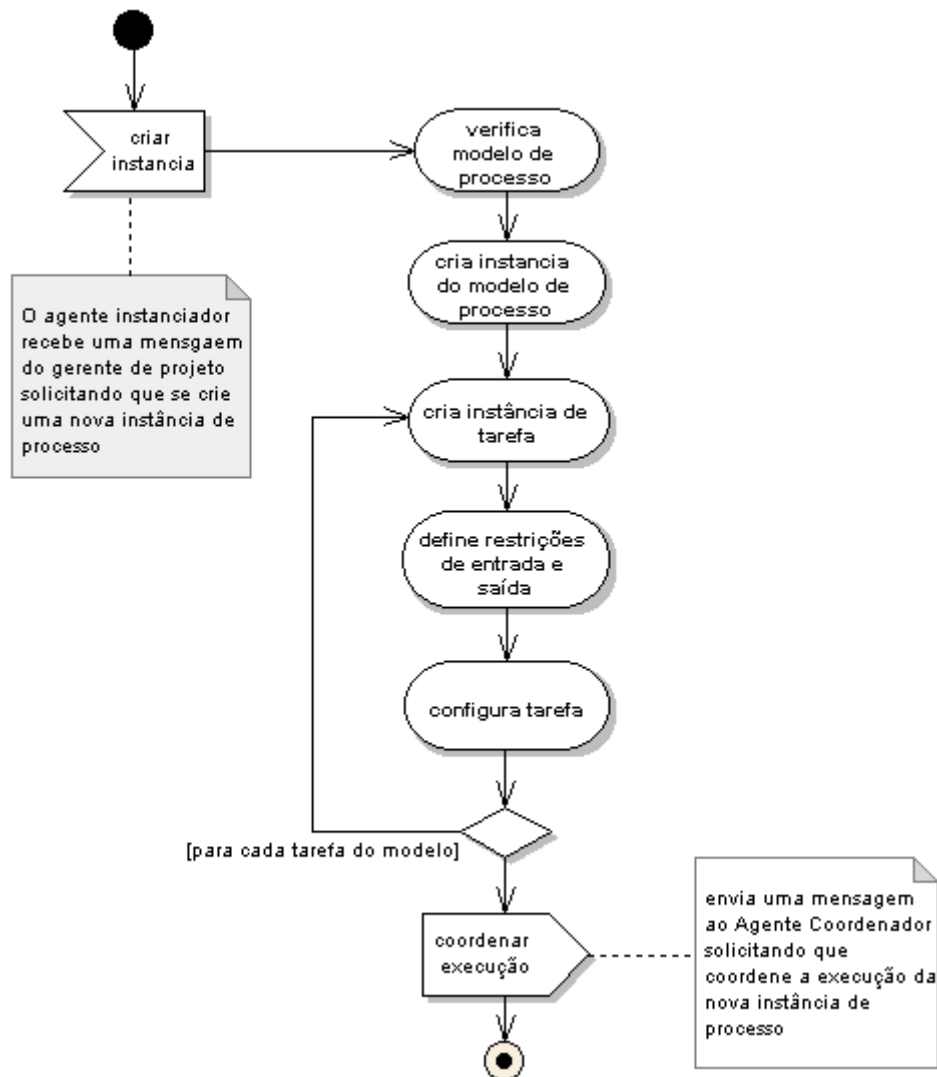 criar
instancia
verifica
modelo de
processo
cria instancia
do modelo de
processo
O agente instanciador
recebe uma mensgaem
do gerente de projeto
solicitando que se crie
uma nova instância de
processo
cria instância de
tarefa
define restrições
de entrada e
saída
configura tarefa
[para cada tarefa do modelo]
coordenar
execução
envia uma mensagem
ao Agente Coordenador
solicitando que
coordene a execução da
nova instância de
processo